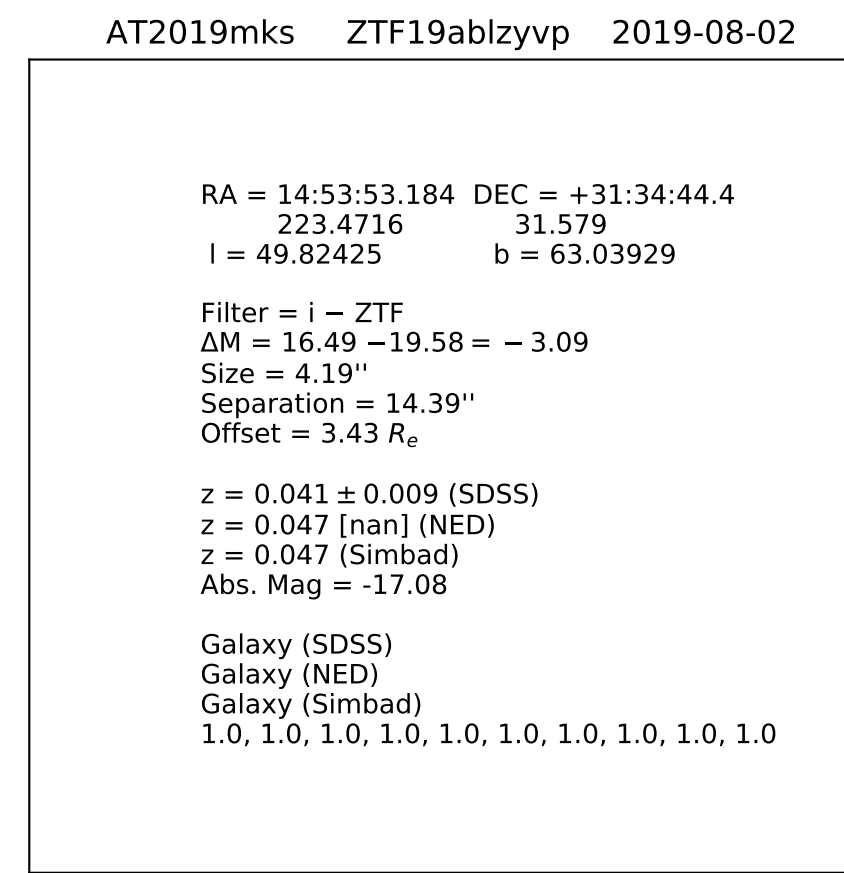 AT2019mks ZTF19ablzyvp 2019-08-02
RA = 14:53:53.184 DEC = +31:34:44.4
223.4716 31.579
l = 49.82425 b = 63.03929
Filter = i − ZTF
ΔM = 16.49 −19.58 = − 3.09
Size = 4.19''
Separation = 14.39''
Offset = 3.43 Re
z = 0.041 ± 0.009 (SDSS)
z = 0.047 [nan] (NED)
z = 0.047 (Simbad)
Abs. Mag = -17.08
Galaxy (SDSS)
Galaxy (NED)
Galaxy (Simbad)
1.0, 1.0, 1.0, 1.0, 1.0, 1.0, 1.0, 1.0, 1.0, 1.0